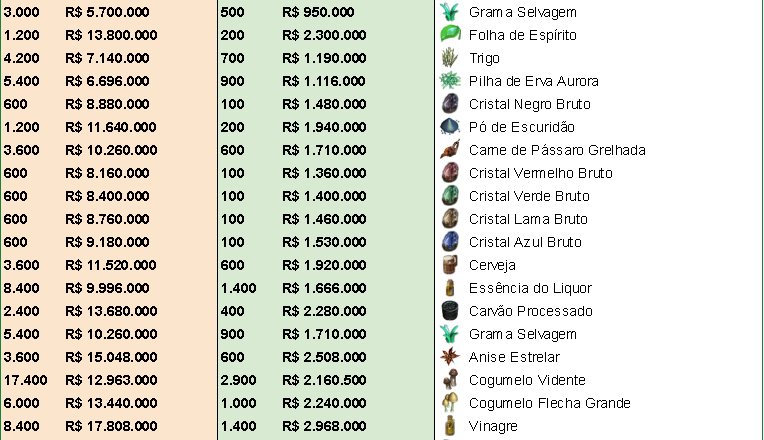 3.000 R$ 5.700.000 500 R$ 950.000 Grama Selvagem
1.200 R$ 13.800.000 200 R$ 2.300.000 Folha de Espírito
4.200 R$ 7.140.000 700 R$ 1.190.000 Trigo
5.400 R$ 6.696.000 900 R$ 1.116.000 Pilha de Erva Aurora
600 R$ 8.880.000 100 R$ 1.480.000 Cristal Negro Bruto
1.200 R$ 11.640.000 200 R$ 1.940.000 Pó de Escuridão
3.600 R$ 10.260.000 600 R$ 1.710.000 Carne de Pássaro Grelhada
600 R$ 8.160.000 100 R$ 1.360.000 Cristal Vermelho Bruto
600 R$ 8.400.000 100 R$ 1.400.000 Cristal Verde Bruto
600 R$ 8.760.000 100 R$ 1.460.000 Cristal Lama Bruto
600 R$ 9.180.000 100 R$ 1.530.000 Cristal Azul Bruto
3.600 R$ 11.520.000 600 R$ 1.920.000 Cerveja
8.400 R$ 9.996.000 1.400 R$ 1.666.000 Essência do Liquor
2.400 R$ 13.680.000 400 R$ 2.280.000 Carvão Processado
5.400 R$ 10.260.000 900 R$ 1.710.000 Grama Selvagem
3.600 R$ 15.048.000 600 R$ 2.508.000 Anise Estrelar
17.400 R$ 12.963.000 2.900 R$ 2.160.500 Cogumelo Vidente
6.000 R$ 13.440.000 1.000 R$ 2.240.000 Cogumelo Flecha Grande
8.400 R$ 17.808.000 1.400 R$ 2.968.000 Vinagre